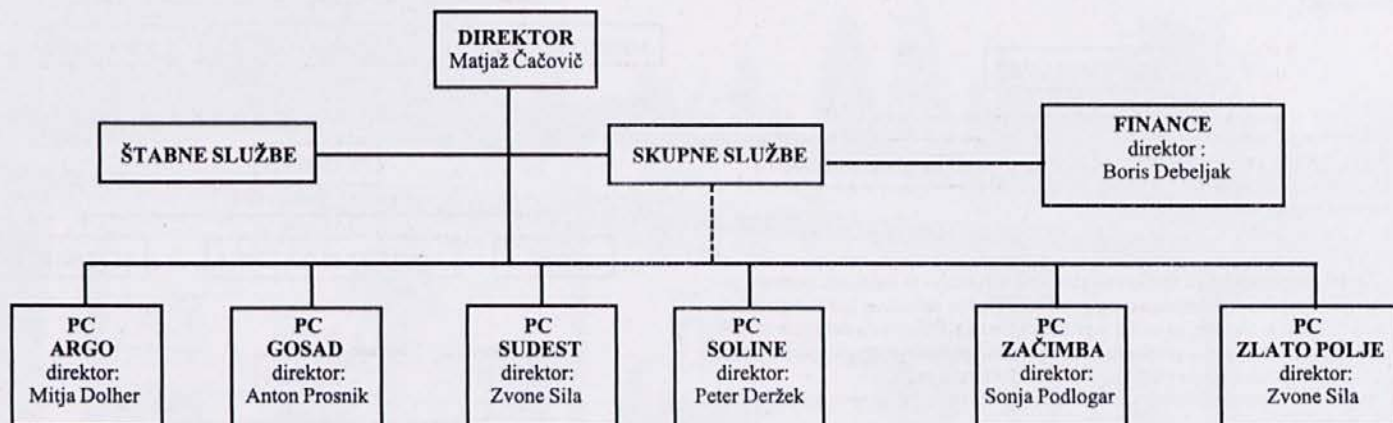 DIREKTOR
Matjaž Čačovič
ŠTABNE SLUŽBE
SKUPNE SLUŽBE
FINANCE
direktor :
Boris Debeljak
PC
ARGO
direktor:
Mitja Dolher
PC
GOSAD
direktor:
Anton Prosnik
PC
SUDEST
direktor:
Zvone Sila
PC
SOLINE
direktor:
Peter Deržek
PC
ZAČIMBA
direktor:
Sonja Podlogar
PC
ZLATO POLJE
direktor:
Zvone Sila